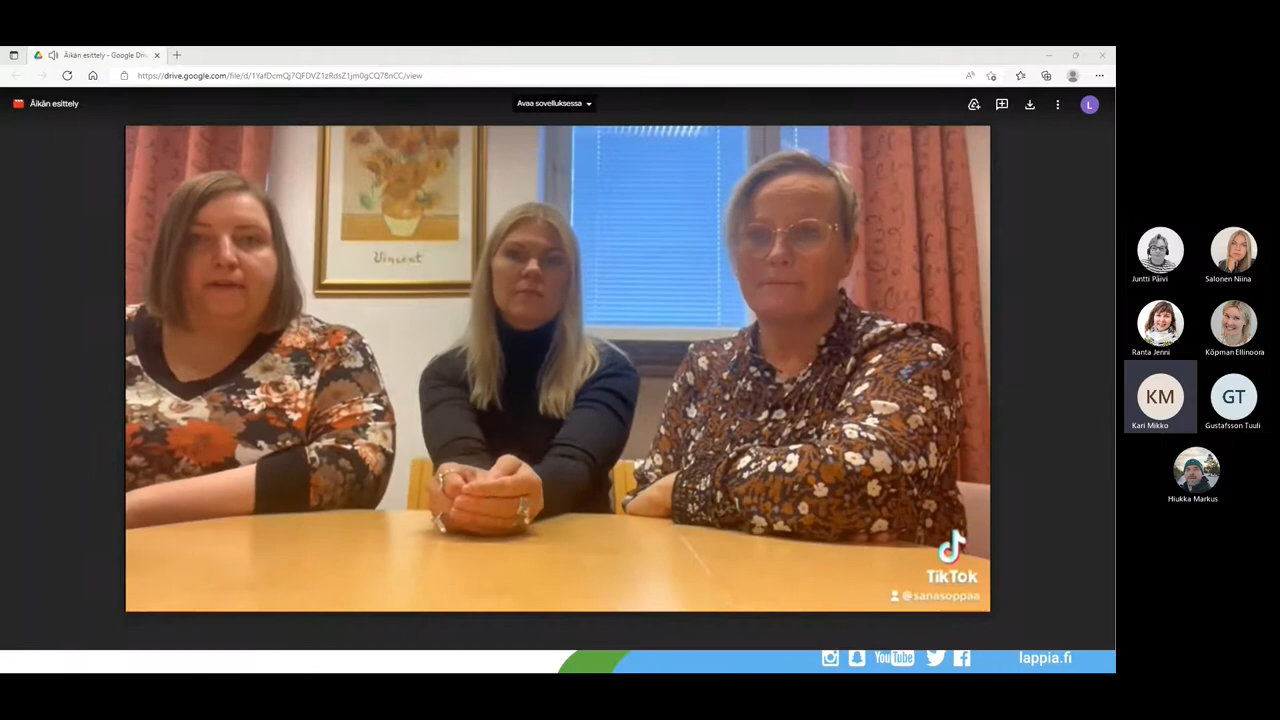 Äikän esittely - Google Dri
https://drive.google.com/file/d/1YafDcmQj7QFDVZ1zRdsZ1jm0gCQ78nCC/view
Äikän esittely
Avaa sovelluksessa
L
Vincent
TikTok
@sanasoppaa
Juntti Päivi
Salonen Niina
Ranta Jenni
Köpman Ellinoora
KM
GT
Kari Mikko
Gustafsson Tuuli
Hiukka Markus
YouTube
lappia.fi